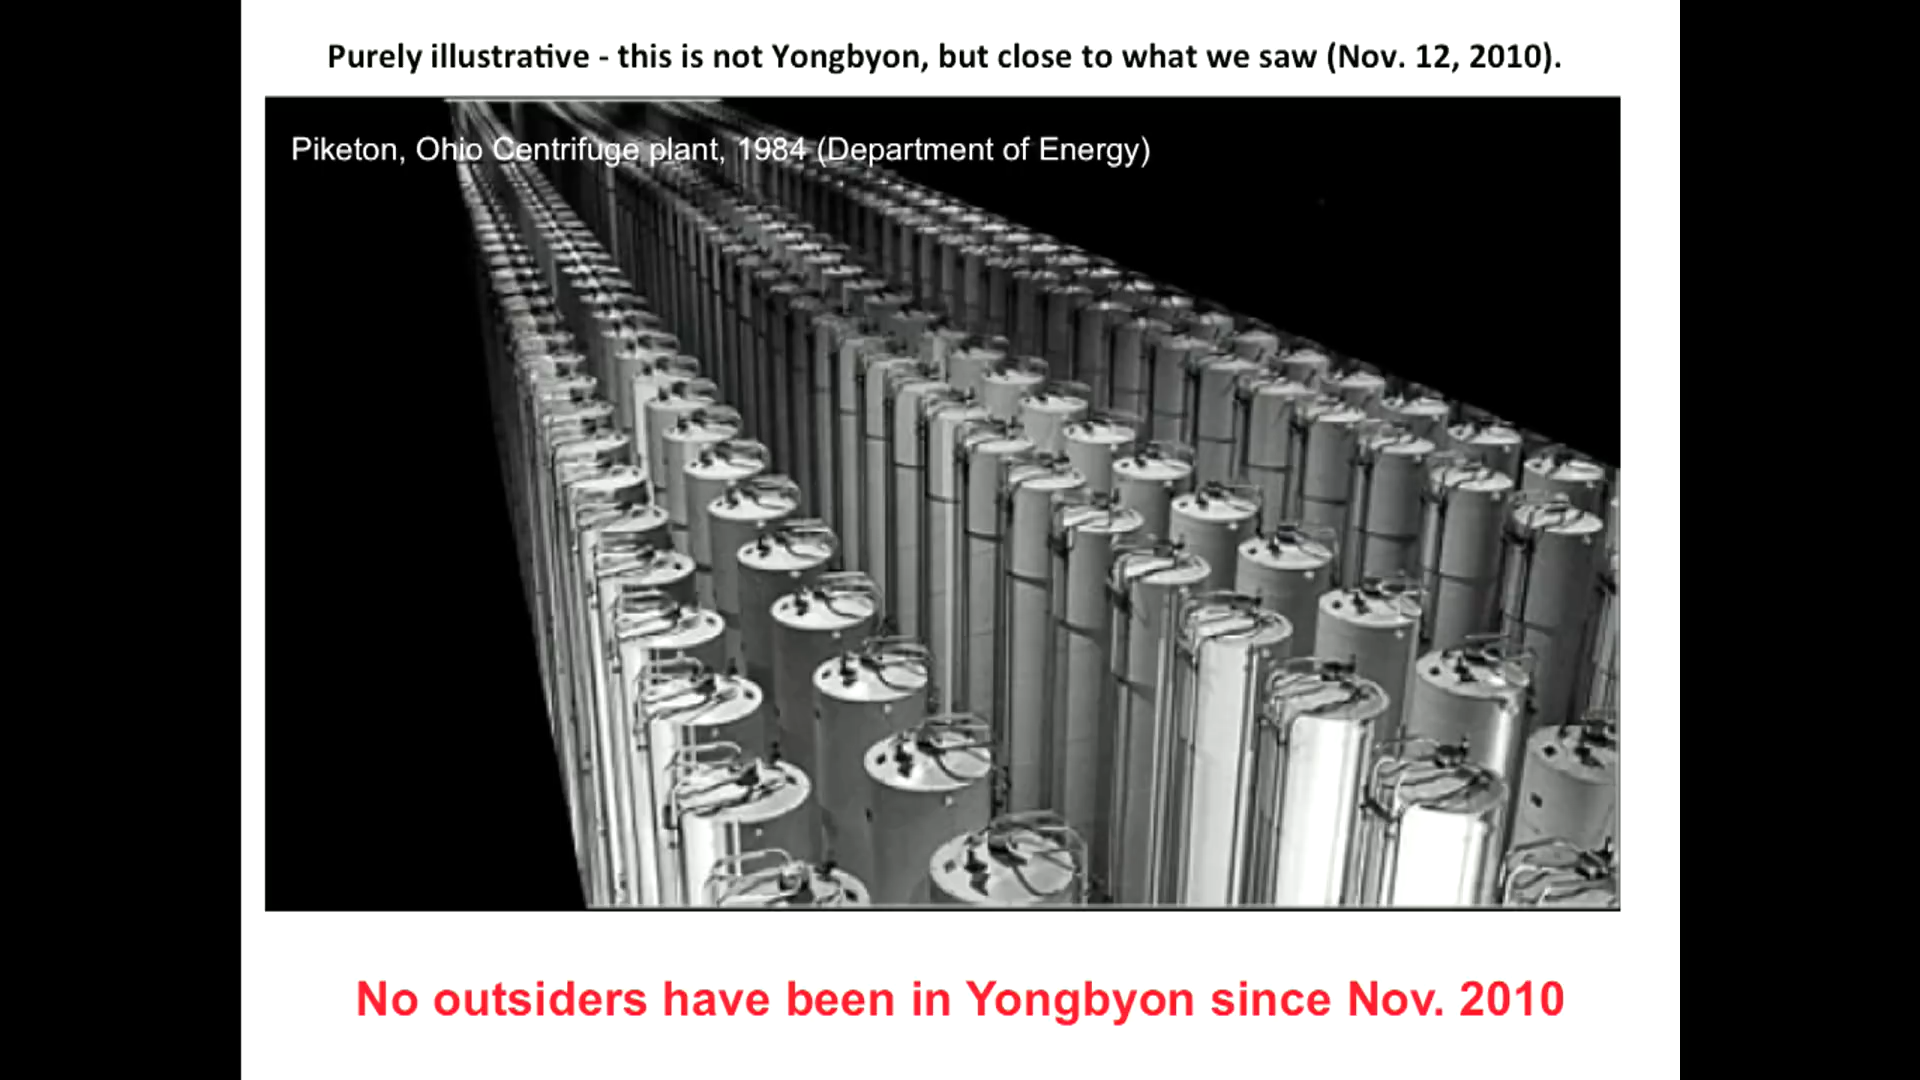 Purely illustrative - this is not Yongbyon, but close to what we saw (Nov. 12, 2010).
Piketon, Ohio Centrifuge plant, 1984 (Department of Energy)
No outsiders have been in Yongbyon since Nov. 2010